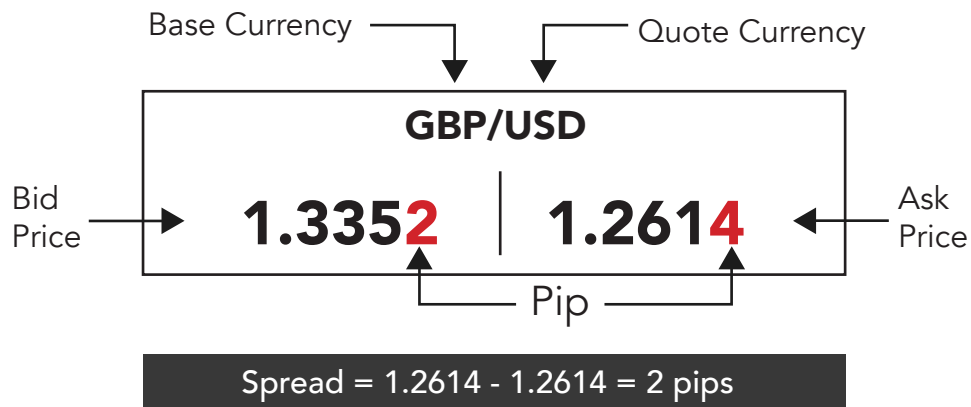 Base Currency
Quote Currency
GBP/USD
Bid
Price
1.3352
1.2614
Ask
Price
Pip
Spread = 1.2614 - 1.2614 = 2 pips